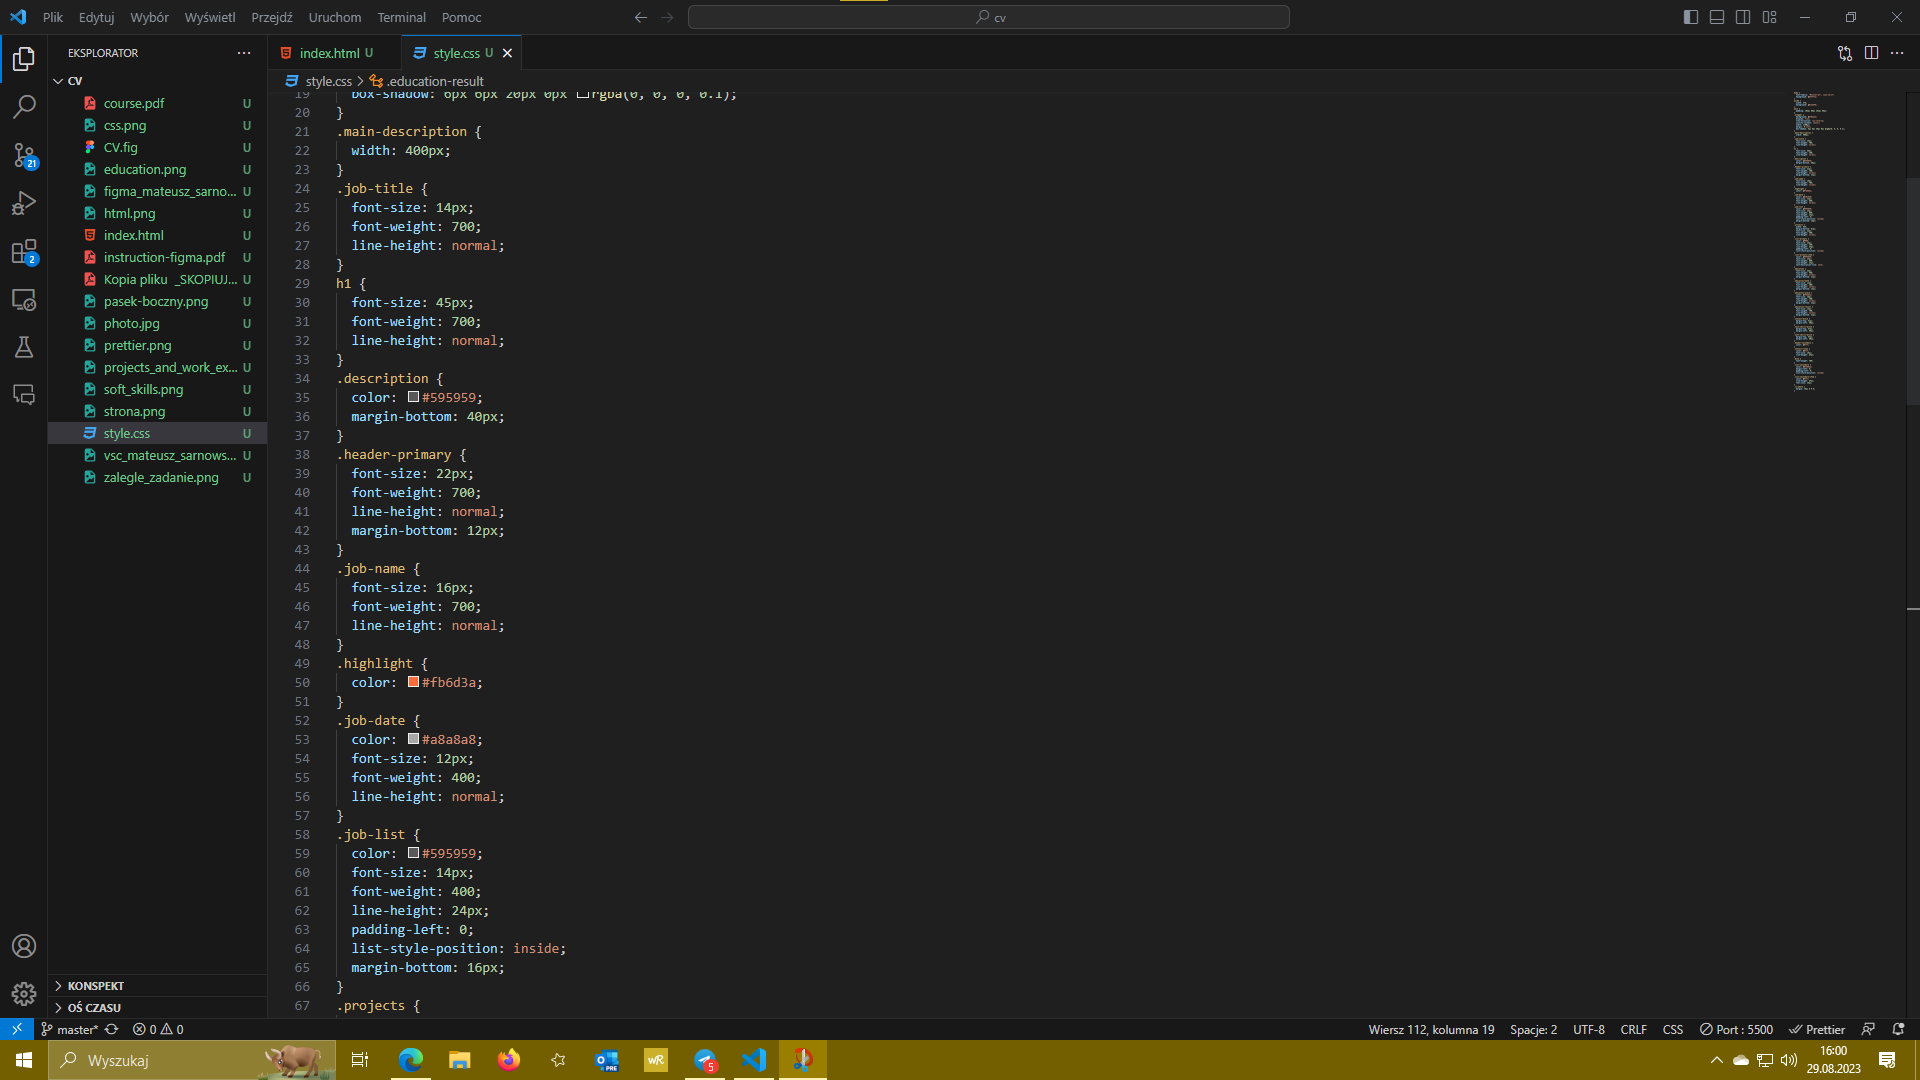 Plik Edytuj Wybór Wyświetl Przejdź Uruchom Terminal Pomoc
cv
EKSPLORATOR
index.html U
style.css U
CV
style.css > .education-result
course.pdf U
css.png U
CV.fig U
education.png U
figma_mateusz_sarno... U
html.png U
index.html U
instruction-figma.pdf U
Kopia pliku _SKOPIUJ... U
pasek-boczny.png U
photo.jpg U
prettier.png U
projects_and_work_ex... U
soft_skills.png U
strona.png U
style.css U
vsc_mateusz_sarnows... U
zalegle_zadanie.png U
KONSPEKT
OŚ CZASU
21
2
19 box-shadow: 6px 6px 20px 0px rgba(0, 0, 0, 0.1);
20 }
21 .main-description {
22 width: 400px;
23 }
24 .job-title {
25 font-size: 14px;
26 font-weight: 700;
27 line-height: normal;
28 }
29 h1 {
30 font-size: 45px;
31 font-weight: 700;
32 line-height: normal;
33 }
34 .description {
35 color: #595959;
36 margin-bottom: 40px;
37 }
38 .header-primary {
39 font-size: 22px;
40 font-weight: 700;
41 line-height: normal;
42 margin-bottom: 12px;
43 }
44 .job-name {
45 font-size: 16px;
46 font-weight: 700;
47 line-height: normal;
48 }
49 .highlight {
50 color: #fb6d3a;
51 }
52 .job-date {
53 color: #a8a8a8;
54 font-size: 12px;
55 font-weight: 400;
56 line-height: normal;
57 }
58 .job-list {
59 color: #595959;
60 font-size: 14px;
61 font-weight: 400;
62 line-height: 24px;
63 padding-left: 0;
64 list-style-position: inside;
65 margin-bottom: 16px;
66 }
67 .projects {
master* 0 0
Wiersz 112, kolumna 19 Spacje: 2 UTF-8 CRLF CSS Port : 5500 Prettier
Wyszukaj
PRE
wR
5
16:00
29.08.2023